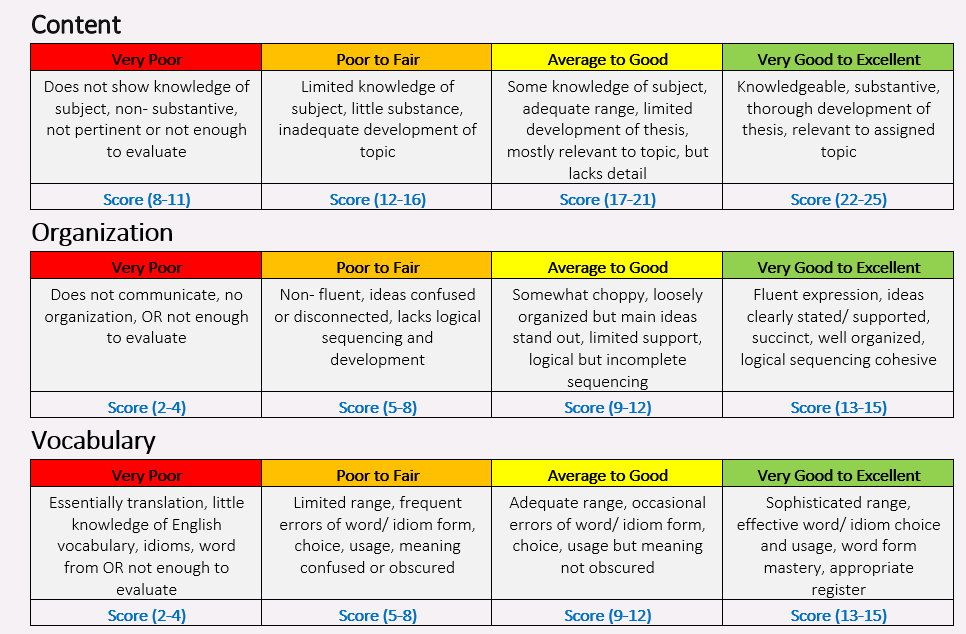 Content
Very Poor
Poor to Fair
Average to Good
Very Good to Excellent
Does not show knowledge of
subject, non- substantive,
not pertinent or not enough
to evaluate
Limited knowledge of
subject, little substance,
inadequate development of
topic
Some knowledge of subject,
adequate range, limited
development of thesis,
mostly relevant to topic, but
lacks detail
Knowledgeable, substantive,
thorough development of
thesis, relevant to assigned
topic
Score (8-11)
Score (12-16)
Score (17-21)
Score (22-25)
Organization
Very Poor
Poor to Fair
Average to Good
Very Good to Excellent
Does not communicate, no
organization, OR not enough
to evaluate
Non- fluent, ideas confused
or disconnected, lacks logical
sequencing and
development
Somewhat choppy, loosely
organized but main ideas
stand out, limited support,
logical but incomplete
sequencing
Fluent expression, ideas
clearly stated/ supported,
succinct, well organized,
logical sequencing cohesive
Score (2-4)
Score (5-8)
Score (9-12)
Score (13-15)
Vocabulary
Very Poor
Poor to Fair
Average to Good
Very Good to Excellent
Essentially translation, little
knowledge of English
vocabulary, idioms, word
from OR not enough to
evaluate
Limited range, frequent
errors of word/ idiom form,
choice, usage, meaning
confused or obscured
Adequate range, occasional
errors of word/ idiom form,
choice, usage but meaning
not obscured
Sophisticated range,
effective word/ idiom choice
and usage, word form
mastery, appropriate
register
Score (2-4)
Score (5-8)
Score (9-12)
Score (13-15)